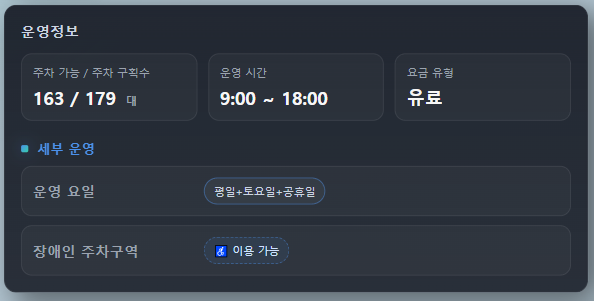 운영정보
주차 가능 / 주차 구획수
163 / 179 대
운영 시간
9:00 ~ 18:00
요금 유형
유료
세부 운영
운영 요일
평일+토요일+공휴일
장애인 주차구역
♿ 이용 가능